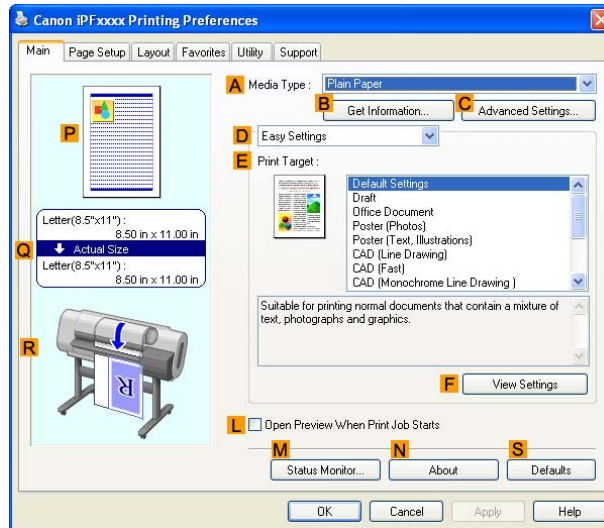 Canon iPFxxxx Printing Preferences
Main Page Setup Layout Favorites Utility Support
A Media Type : Plain Paper
B C
Get Information... Advanced Settings...
P
D Easy Settings
E Print Target :
Default Settings
Draft
Office Document
Poster (Photos)
Poster (Text, Illustrations)
CAD (Line Drawing)
CAD (Fast)
CAD (Monochrome Line Drawing )
Letter(8.5"x11") :
8.50 in x 11.00 in
Q Actual Size
Letter(8.5"x11") :
8.50 in x 11.00 in
Suitable for printing normal documents that contain a mixture of
text, photographs and graphics.
R
R
F View Settings
L Open Preview When Print Job Starts
M N S
Status Monitor... About Defaults
OK Cancel Apply Help